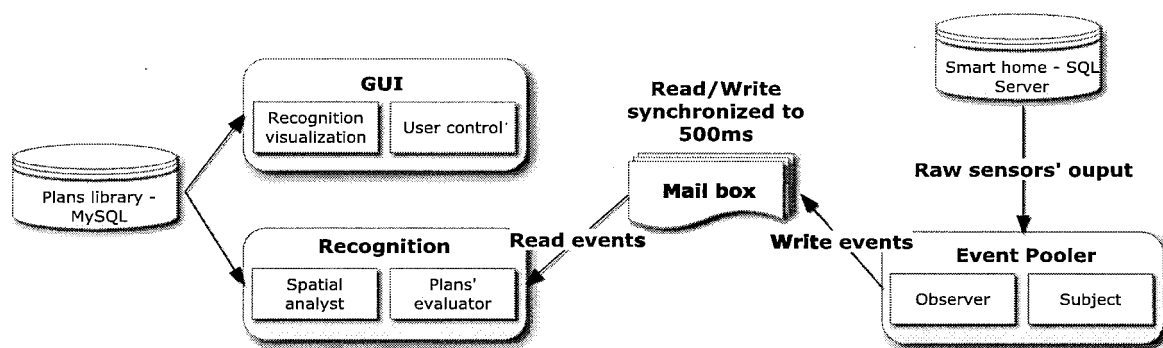 GUI
Recognition
visualization
User control
Plans library -
MySQL
Recognition
Spatial
analyst
Plans'
evaluator
Read events
Read/Write
synchronized to
500ms
Mail box
Write events
Smart home - SQL
Server
Raw sensors' ouput
Event Pooler
Observer
Subject